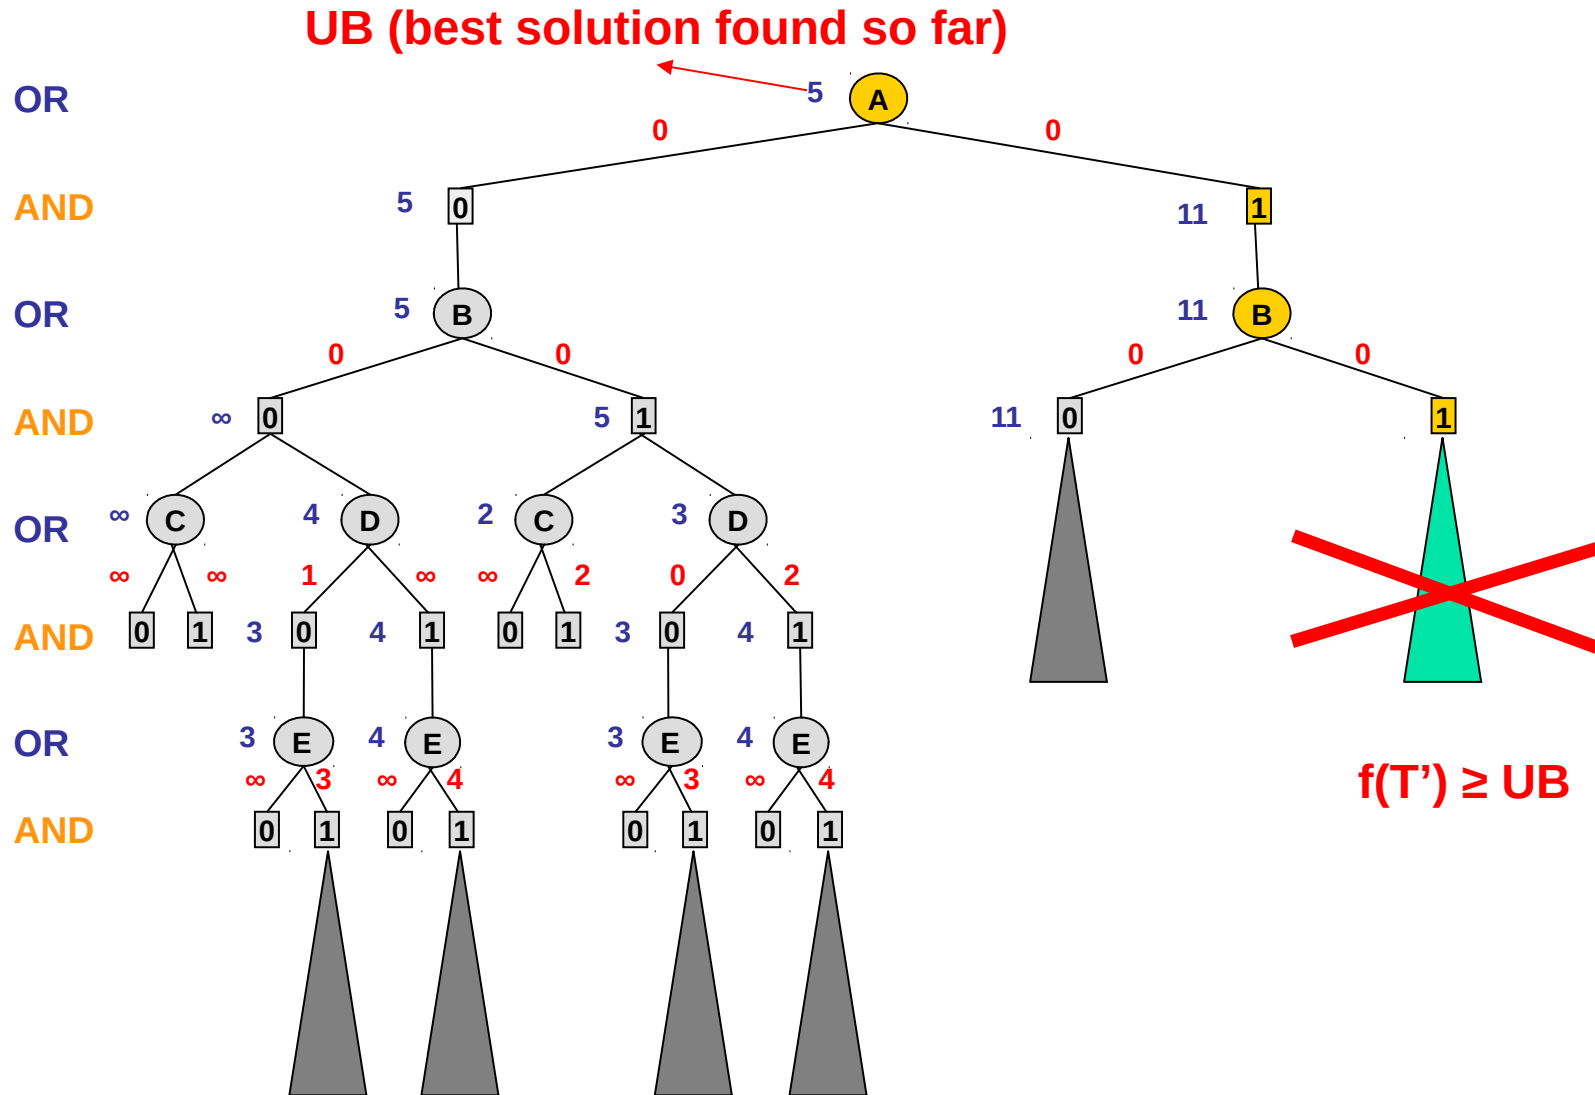 UB (best solution found so far)
OR 5 A
0 0
AND 5 0 11 1
OR 5 B 11 B
0 0 0 0
AND ∞ 0 5 1 11 0 1
OR ∞ C 4 D 2 C 3 D
∞ ∞ 1 ∞ ∞ 2 0 2
AND 0 1 3 0 4 1 0 1 3 0 4 1
OR 3 E 4 E 3 E 4 E
∞ 3 ∞ 4 ∞ 3 ∞ 4
f(T’) ≥ UB
AND 0 1 0 1 0 1 0 1